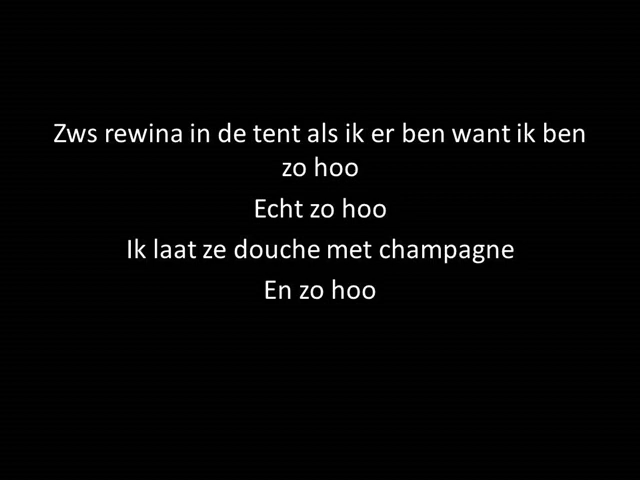 Zws rewina in de tent als ik er ben want ik ben
zo hoo
Echt zo hoo
Ik laat ze douche met champagne
En zo hoo